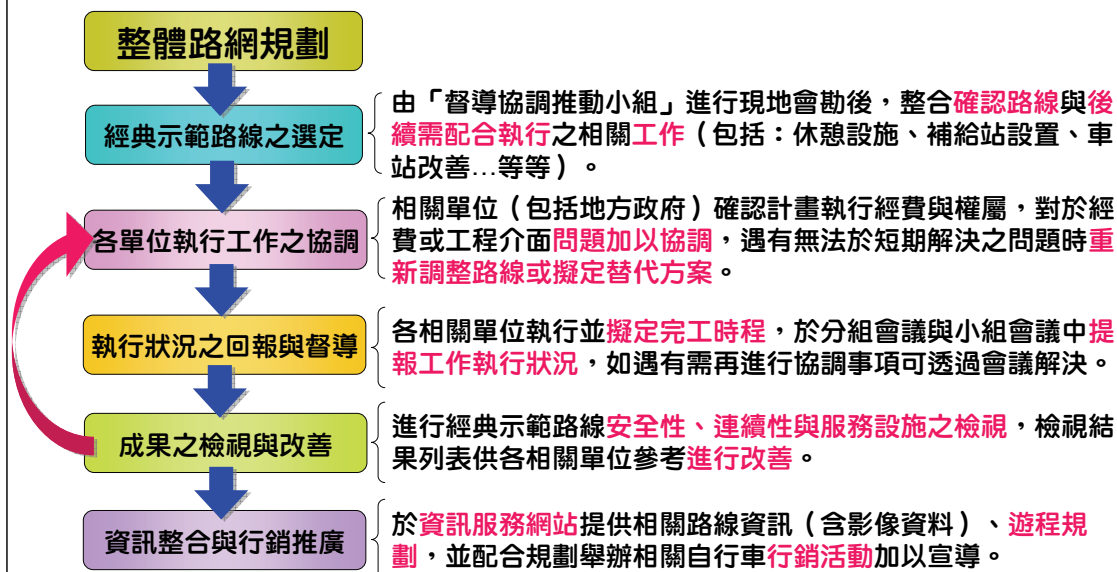 整體路網規劃
經典示範路線之選定
由「督導協調推動小組」進行現地會勘後，整合確認路線與後
續需配合執行之相關工作（包括：休憩設施、補給站設置、車
站改善…等等）。
各單位執行工作之協調
相關單位（包括地方政府）確認計畫執行經費與權屬，對於經
費或工程介面問題加以協調，遇有無法於短期解決之問題時重
新調整路線或擬定替代方案。
執行狀況之回報與督導
各相關單位執行並擬定完工時程，於分組會議與小組會議中提
報工作執行狀況，如遇有需再進行協調事項可透過會議解決。
成果之檢視與改善
進行經典示範路線安全性、連續性與服務設施之檢視，檢視結
果列表供各相關單位參考進行改善。
資訊整合與行銷推廣
於資訊服務網站提供相關路線資訊（含影像資料）、遊程規
劃，並配合規劃舉辦相關自行車行銷活動加以宣導。